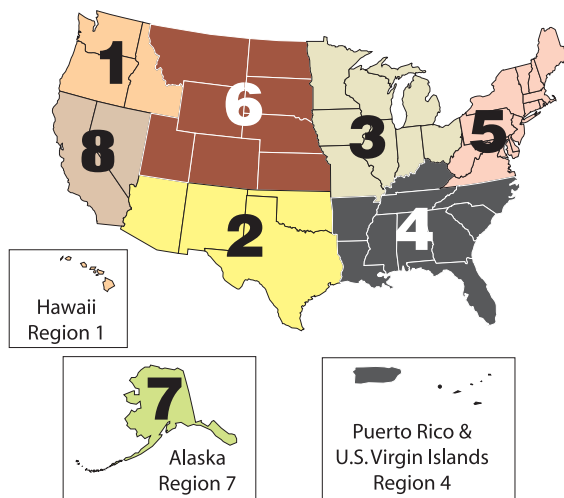 1
6
8
3
5
2
4
Hawaii
Region 1
7
Alaska
Region 7
Puerto Rico &
U.S. Virgin Islands
Region 4